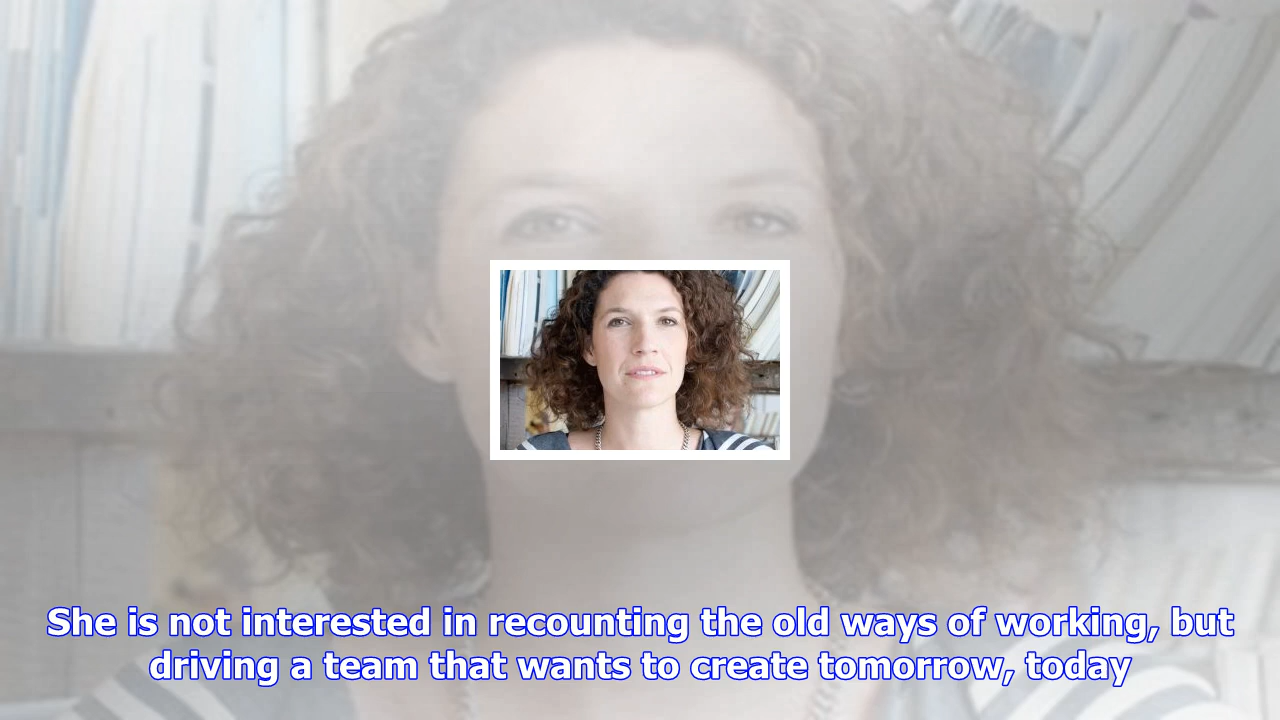 She is not interested in recounting the old ways of working, but
driving a team that wants to create tomorrow, today